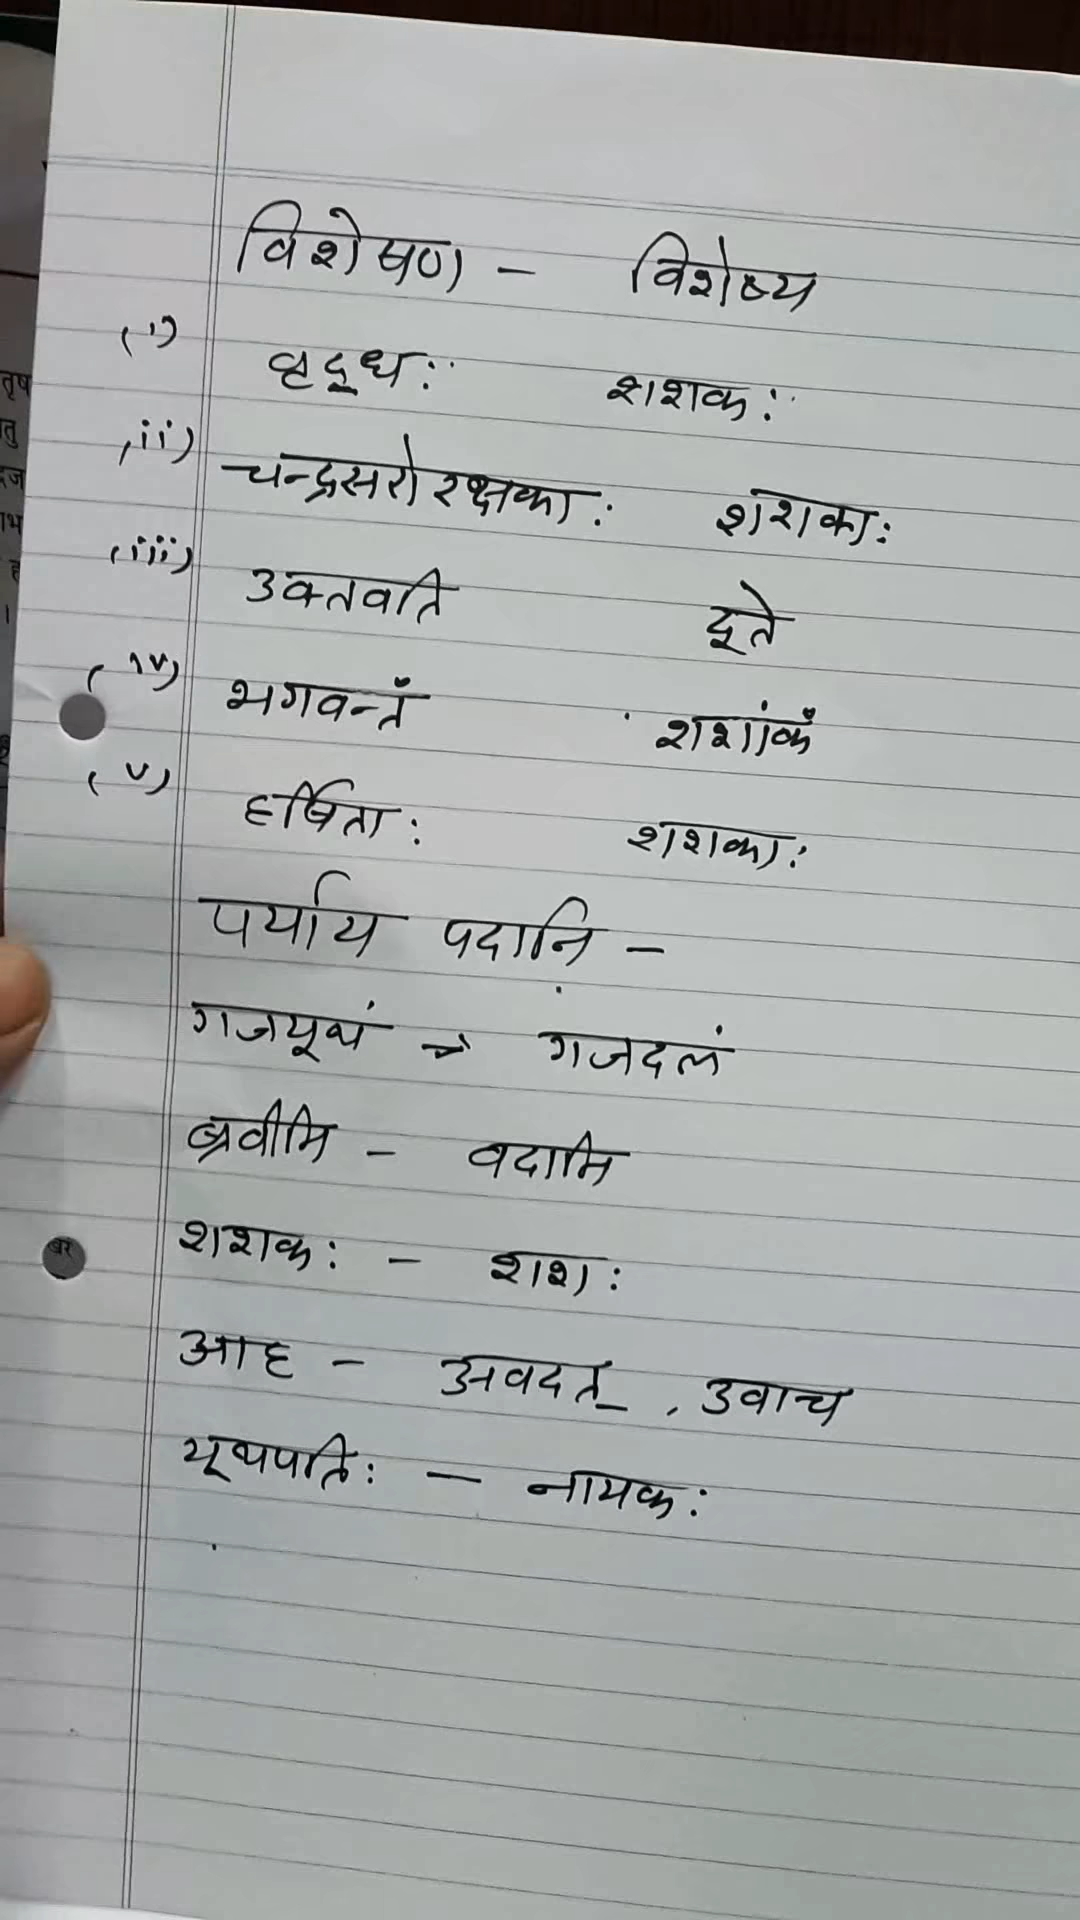 विशेषण - विशेष्य
(i) वृद्धः शशकः
(ii) चन्द्रसरोरक्षकाः शशकाः
(iii) उक्तवति दूते
(iv) भगवन्तं शशांकं
(v) हर्षिताः शशकाः
पर्याय पदानि -
गजयूथं → गजदलं
ब्रवीमि - वदामि
शशकः - शशः
आह - अवदत् , उवाच
यूथपतिः - नायकः